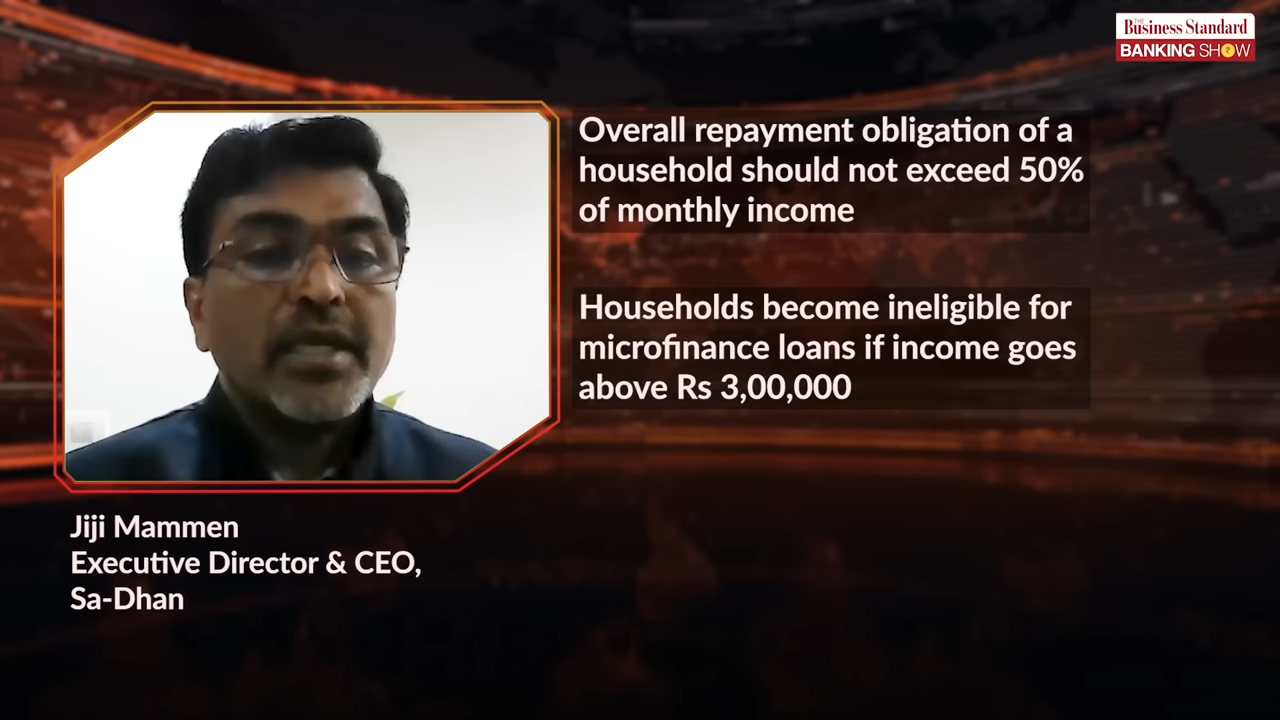 THE
Business Standard
BANKING SHOW
Overall repayment obligation of a
household should not exceed 50%
of monthly income
Households become ineligible for
microfinance loans if income goes
above Rs 3,00,000
Jiji Mammen
Executive Director & CEO,
Sa-Dhan